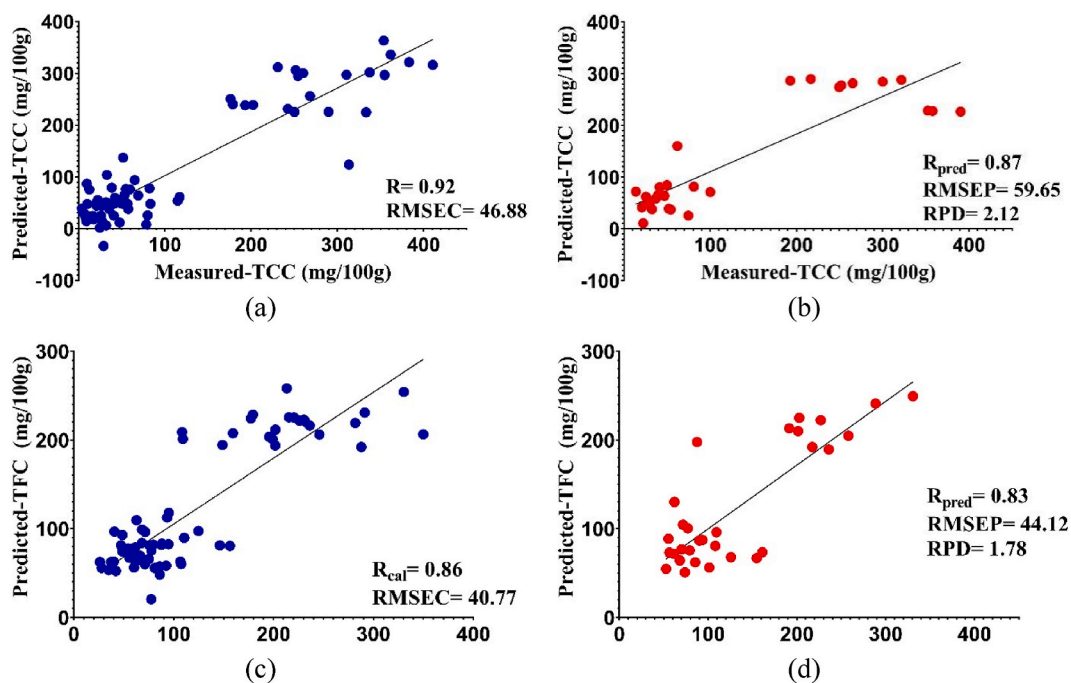 400
300
200
100
0
-100
Predicted-TCC (mg/100g)
100 200 300 400
Measured-TCC (mg/100g)
R= 0.92
RMSEC= 46.88
(a)
400
300
200
100
0
-100
Predicted-TCC (mg/100g)
100 200 300 400
Measured-TCC (mg/100g)
Rpred= 0.87
RMSEP= 59.65
RPD= 2.12
(b)
300
200
100
0
Predicted-TFC (mg/100g)
0 100 200 300 400
Rcal= 0.86
RMSEC= 40.77
(c)
300
200
100
0
Predicted-TFC (mg/100g)
0 100 200 300 400
Rpred= 0.83
RMSEP= 44.12
RPD= 1.78
(d)